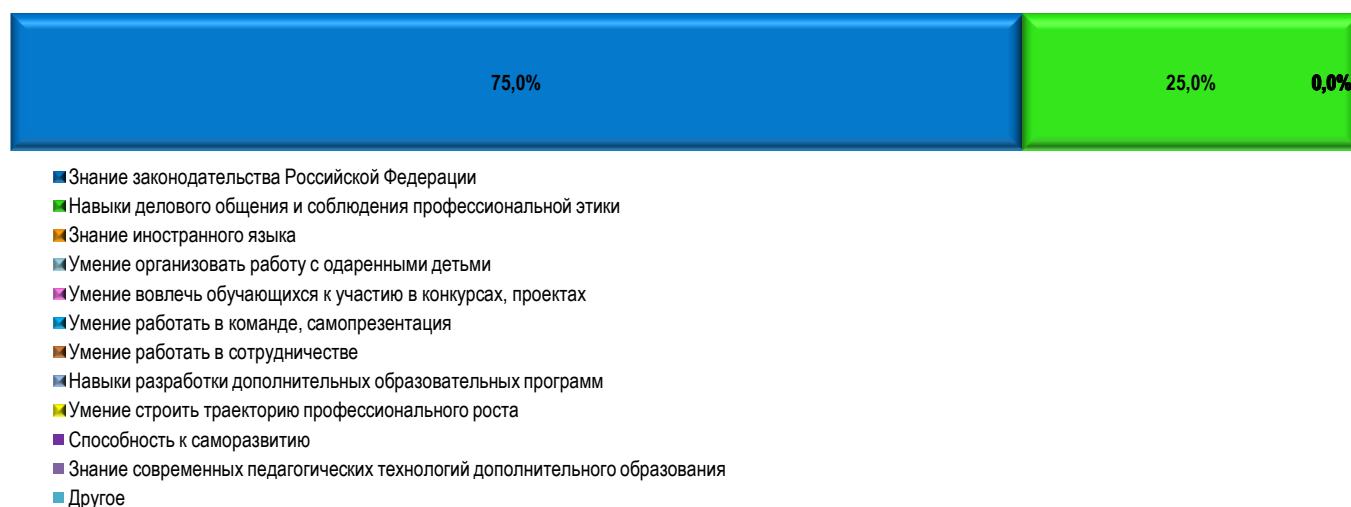 75,0% 25,0% 0,0%
Знание законодательства Российской Федерации
Навыки делового общения и соблюдения профессиональной этики
Знание иностранного языка
Умение организовать работу с одаренными детьми
Умение вовлечь обучающихся к участию в конкурсах, проектах
Умение работать в команде, самопрезентация
Умение работать в сотрудничестве
Навыки разработки дополнительных образовательных программ
Умение строить траекторию профессионального роста
Способность к саморазвитию
Знание современных педагогических технологий дополнительного образования
Другое